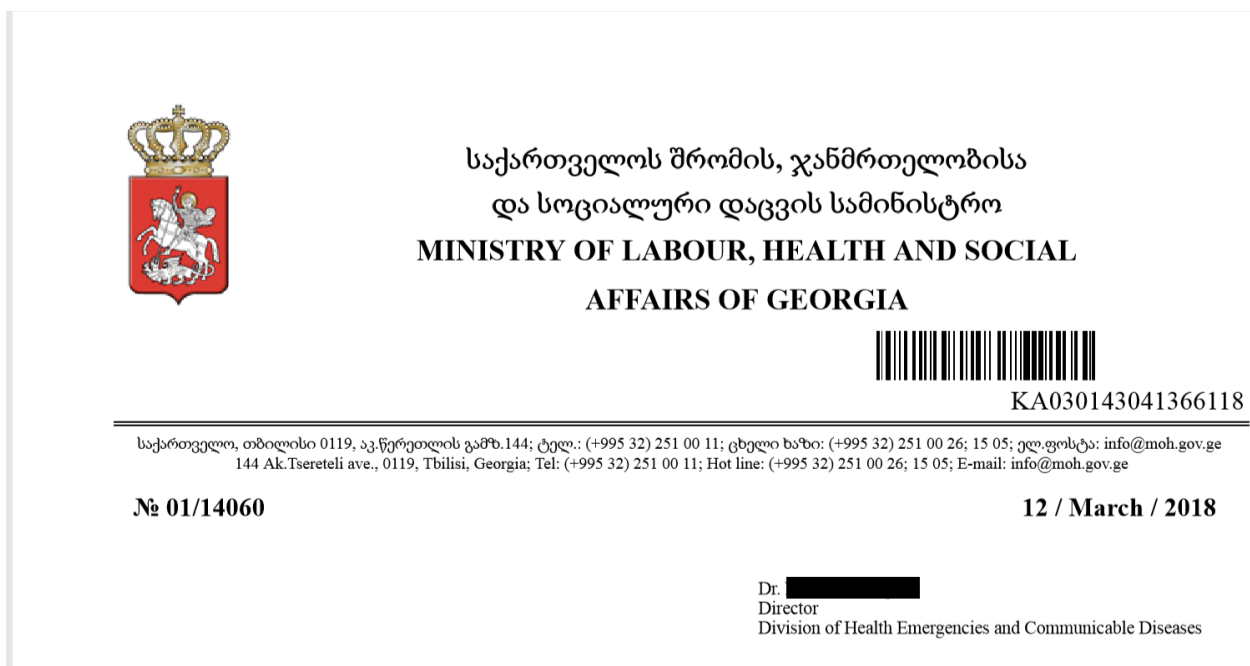 საქართველოს შრომის, ჯანმრთელობისა
და სოციალური დაცვის სამინისტრო
MINISTRY OF LABOUR, HEALTH AND SOCIAL
AFFAIRS OF GEORGIA
KA030143041366118
საქართველო, თბილისი 0119, აკ.წერეთლის გამზ.144; ტელ.: (+995 32) 251 00 11; ცხელი ხაზი: (+995 32) 251 00 26; 15 05; ელ.ფოსტა: info@moh.gov.ge
144 Ak.Tsereteli ave., 0119, Tbilisi, Georgia; Tel: (+995 32) 251 00 11; Hot line: (+995 32) 251 00 26; 15 05; E-mail: info@moh.gov.ge
№ 01/14060
12 / March / 2018
Dr.
Director
Division of Health Emergencies and Communicable Diseases